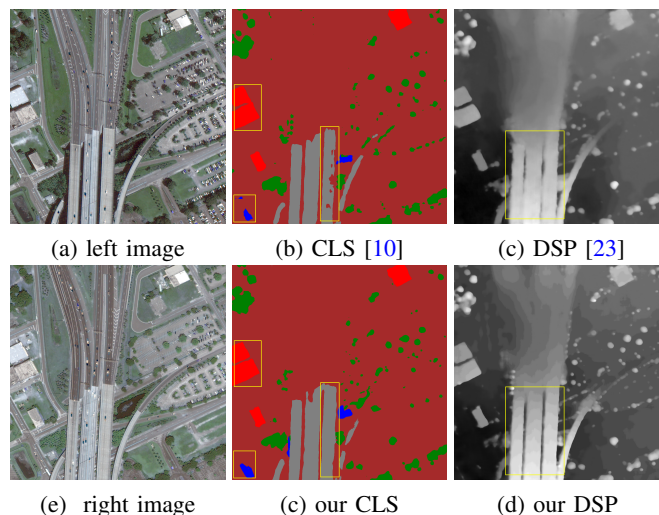 (a) left image
(b) CLS [10]
(c) DSP [23]
(e) right image
(c) our CLS
(d) our DSP